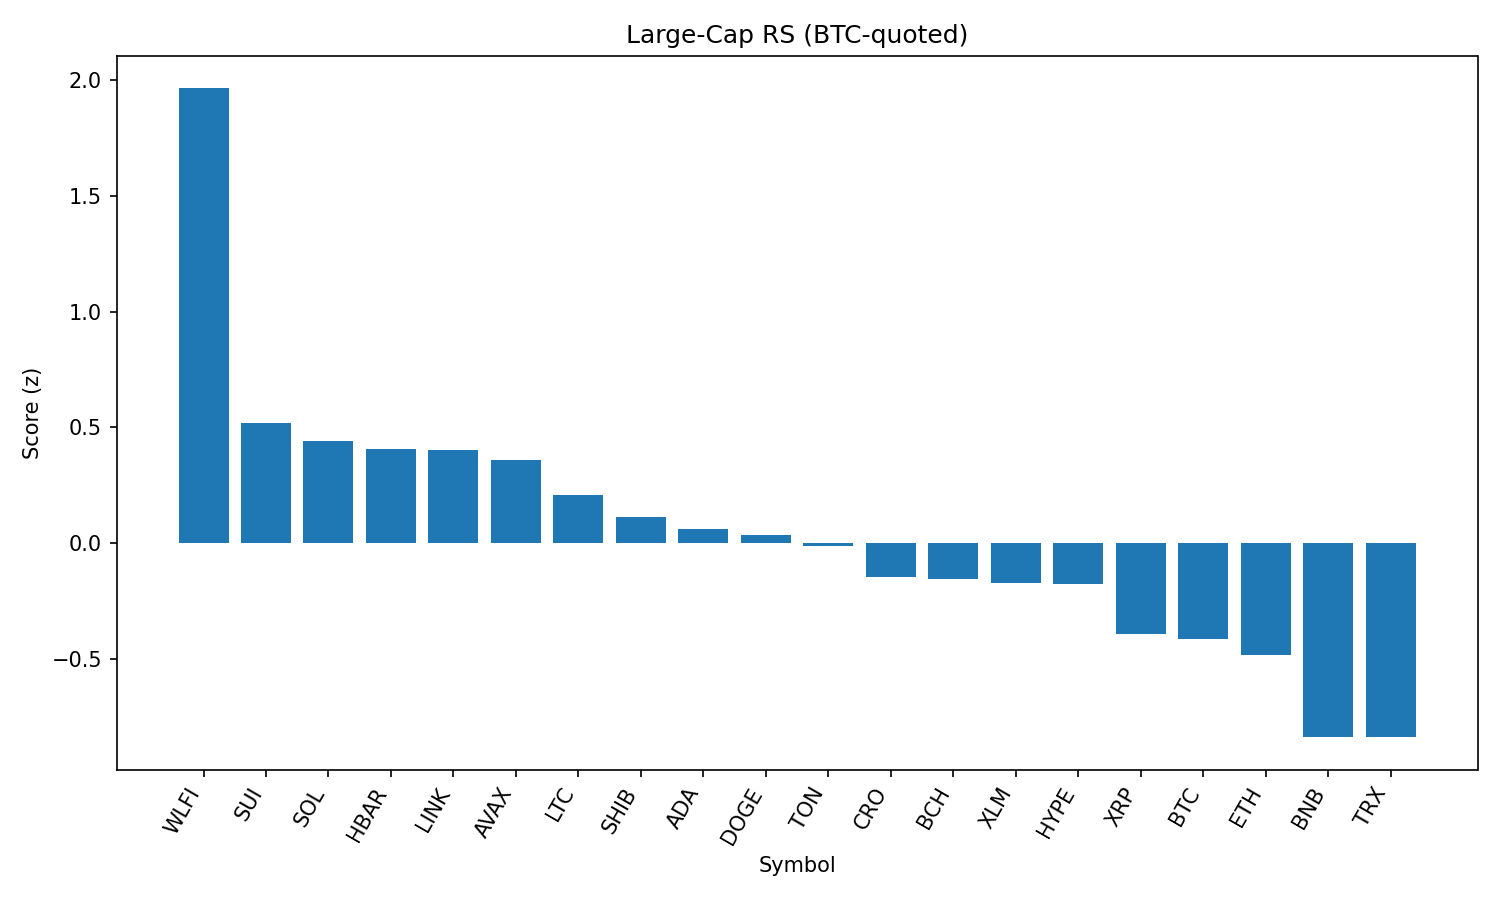 Large-Cap RS (BTC-quoted)
Score (z)
2.0
1.5
1.0
0.5
0.0
−0.5
WLFI
SUI
SOL
HBAR
LINK
AVAX
LTC
SHIB
ADA
DOGE
TON
CRO
BCH
XLM
HYPE
XRP
BTC
ETH
BNB
TRX
Symbol